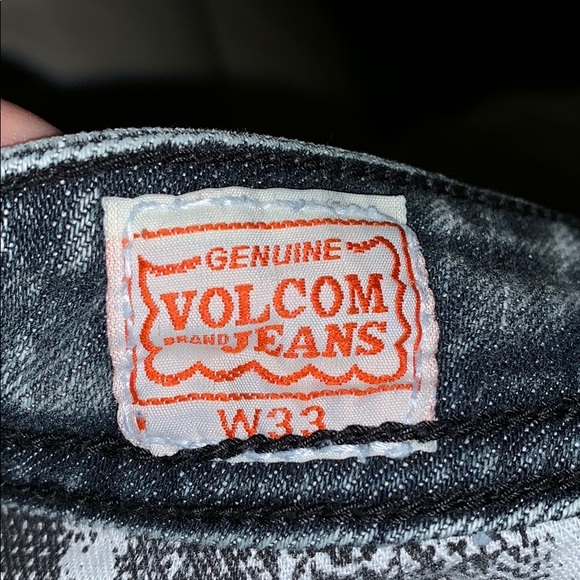 GENUINE
VOLCOM
BRAND JEANS
W33